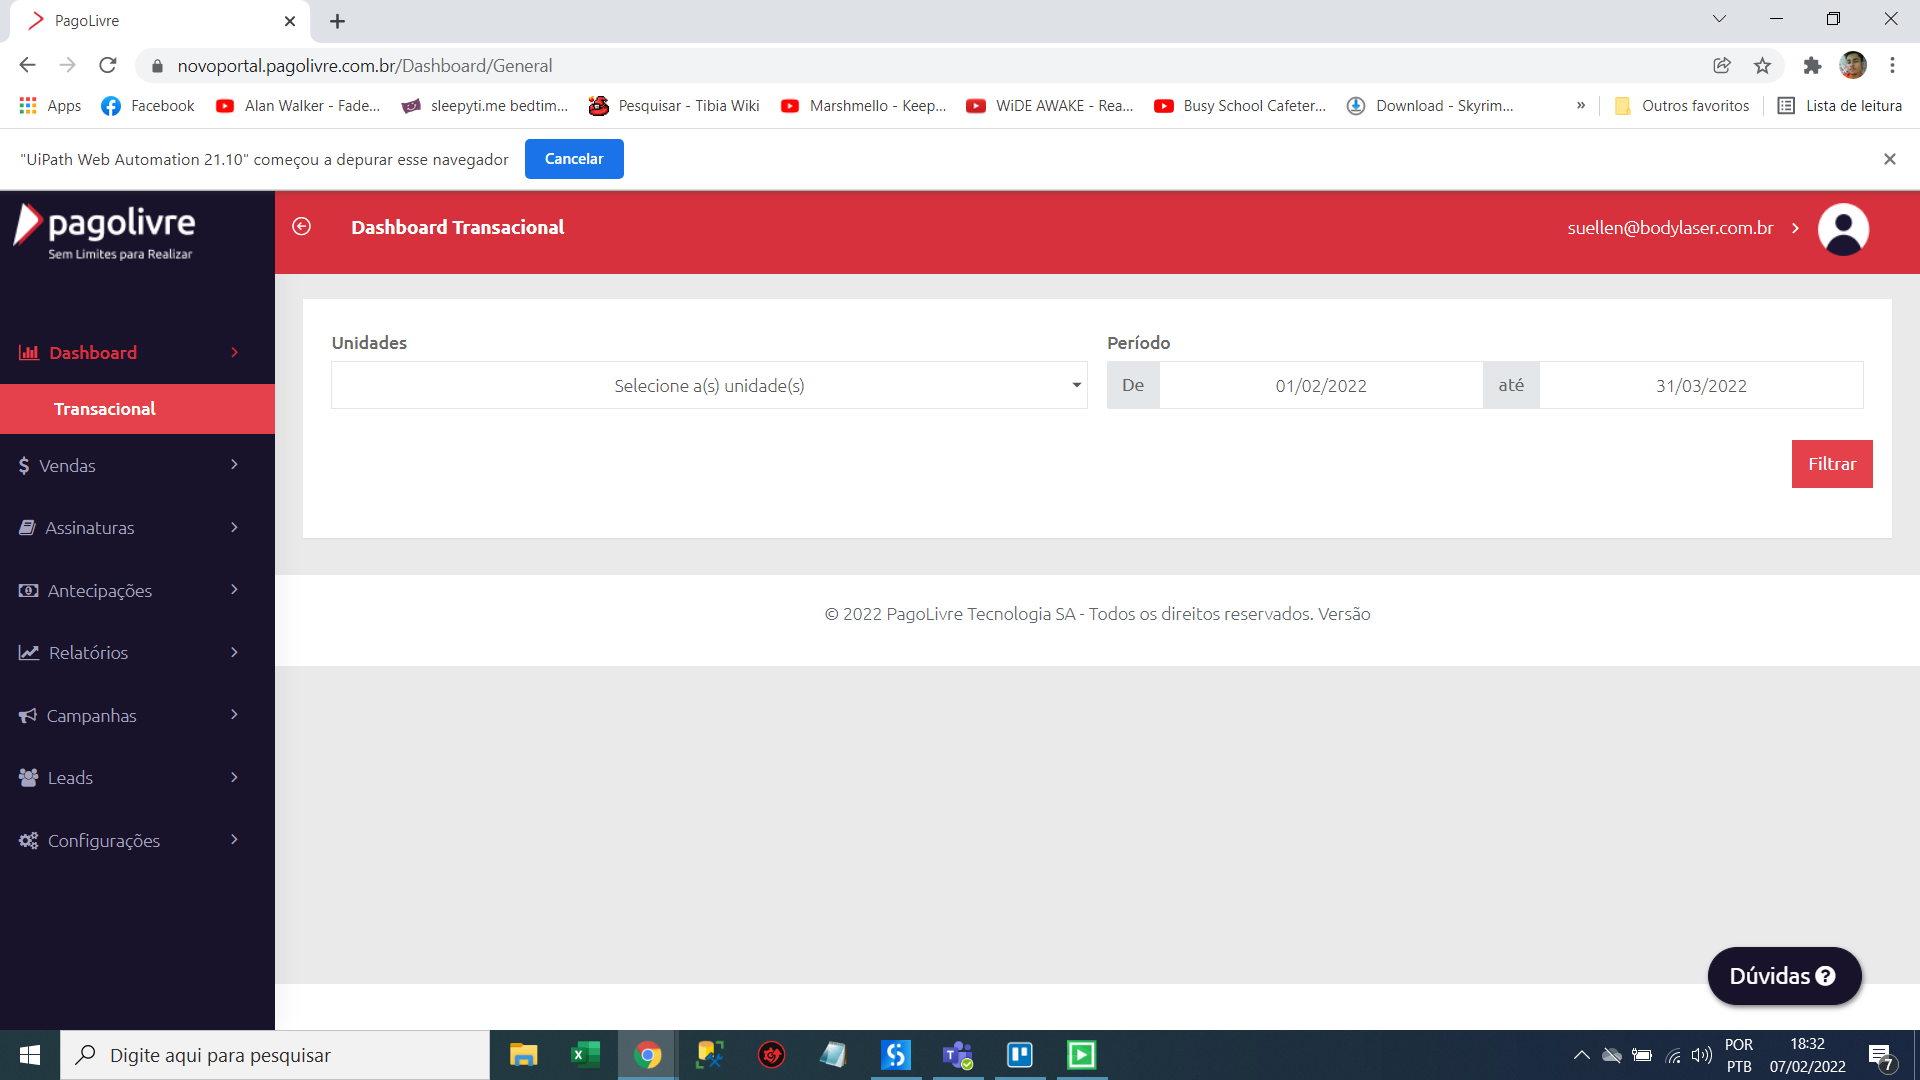 PagoLivre
novoportal.pagolivre.com.br/Dashboard/General
Apps
Facebook
Alan Walker - Fade...
sleepyti.me bedtim...
Pesquisar - Tibia Wiki
Marshmello - Keep...
WiDE AWAKE - Rea...
Busy School Cafeter...
Download - Skyrim...
»
Outros favoritos
Lista de leitura
"UiPath Web Automation 21.10" começou a depurar esse navegador
Cancelar
pagolivre
Sem Limites para Realizar
Dashboard Transacional
suellen@bodylaser.com.br
Dashboard
Transacional
Vendas
Assinaturas
Antecipações
Relatórios
Campanhas
Leads
Configurações
Unidades
Selecione a(s) unidade(s)
Período
De
01/02/2022
até
31/03/2022
Filtrar
© 2022 PagoLivre Tecnologia SA - Todos os direitos reservados. Versão
Dúvidas ?
Digite aqui para pesquisar
POR
PTB
18:32
07/02/2022
7